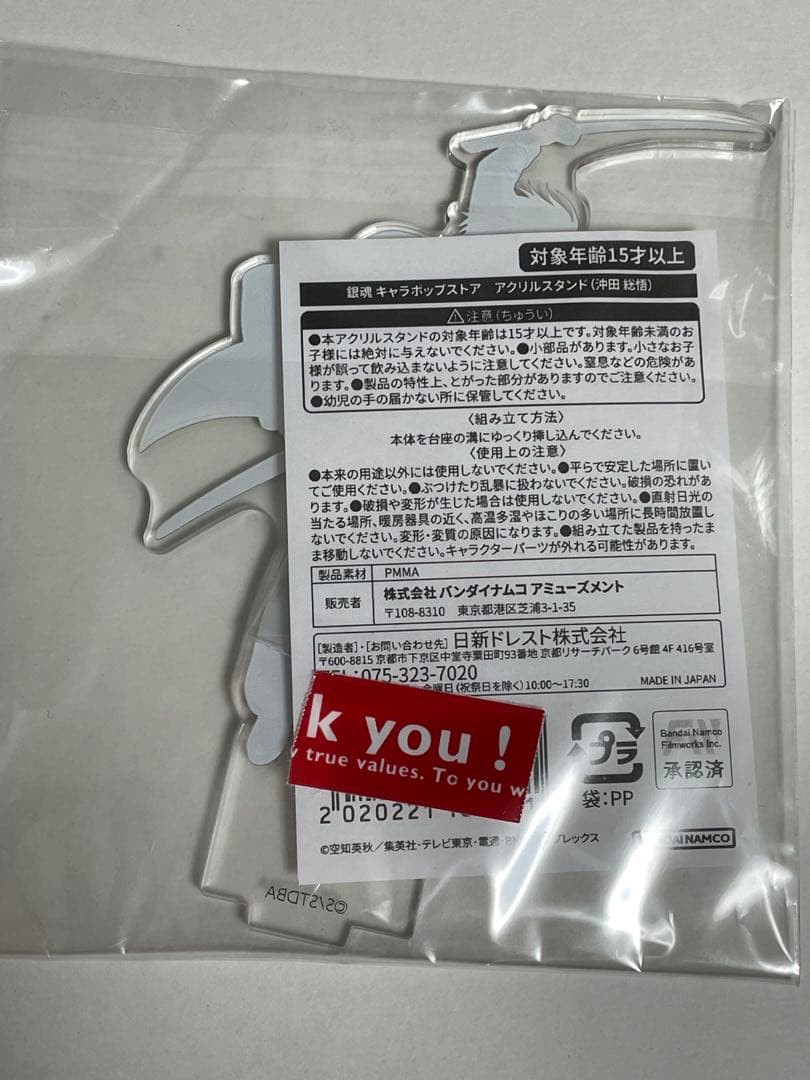 対象年齢15才以上
銀魂 キャラポップストア アクリルスタンド(沖田 総悟)
⚠注意(ちゅうい)
●本アクリルスタンドの対象年齢は15才以上です。対象年齢未満のお
子様には絶対に与えないでください。●小部品があります。小さなお子
様が誤って飲み込まないように注意してください。窒息などの危険があ
ります。●製品の特性上、とがった部分がありますのでご注意ください。
●幼児の手の届かない所に保管してください。
〈組み立て方法〉
本体を台座の溝にゆっくり挿し込んでください。
〈使用上の注意〉
●本来の用途以外には使用しないでください。●平らで安定した場所に置い
てご使用ください。●ぶつけたり乱暴に扱わないでください。破損の恐れがあり
ます。●破損や変形が生じた場合は使用しないでください。●直射日光の
当たる場所、暖房器具の近く、高温多湿やほこりの多い場所に長時間放置し
ないでください。変形・変質の原因になります。●組み立てた製品を持ったま
ま移動しないでください。キャラクターパーツが外れる可能性があります。
製品素材 PMMA
販売者 株式会社 バンダイナムコ アミューズメント
〒108-8310 東京都港区芝浦3-1-35
[製造者]・[お問い合わせ先] 日新ドレスト株式会社
〒600-8815 京都市下京区中堂寺粟田町93番地 京都リサーチパーク 6号館 4F 416号室
TEL:075-323-7020
金曜日(祝祭日を除く)10:00～17:30 MADE IN JAPAN
k you !
true values. To you w
プラ
袋:PP
Bandai Namco
Filmworks Inc.
承認済
2 020221
©空知英秋/集英社・テレビ東京・電通・BN プレックス
BANDAI NAMCO
©S/STDBA